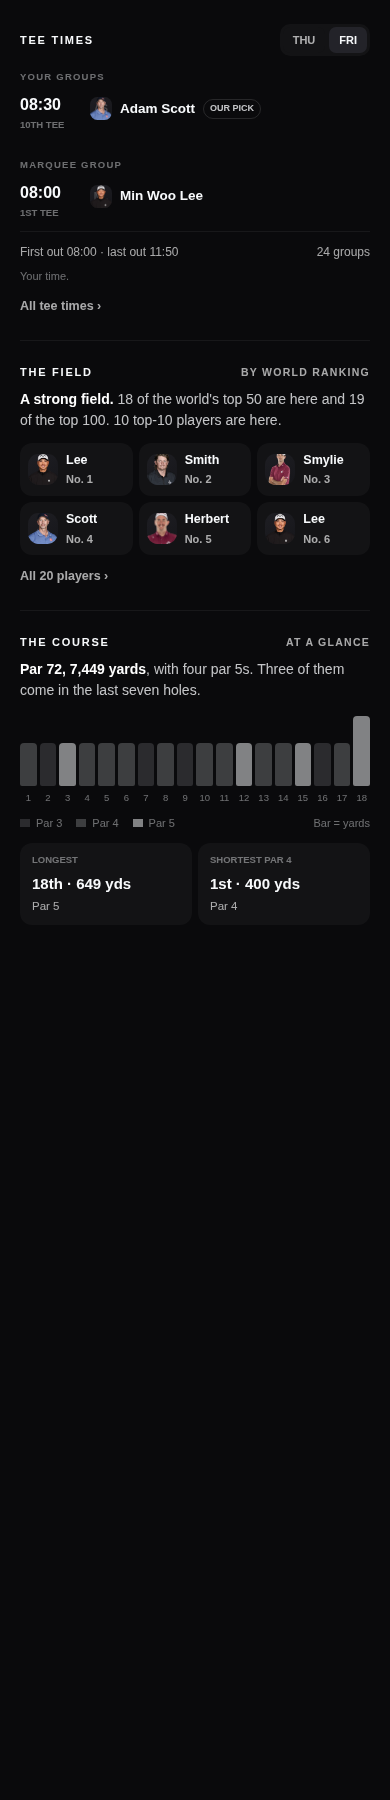 TEE TIMES
THU FRI
YOUR GROUPS
08:30 Adam Scott OUR PICK
10TH TEE
MARQUEE GROUP
08:00 Min Woo Lee
1ST TEE
First out 08:00 · last out 11:50 24 groups
Your time.
All tee times ›
THE FIELD BY WORLD RANKING
A strong field. 18 of the world's top 50 are here and 19
of the top 100. 10 top-10 players are here.
Lee Smith Smylie
No. 1 No. 2 No. 3
Scott Herbert Lee
No. 4 No. 5 No. 6
All 20 players ›
THE COURSE AT A GLANCE
Par 72, 7,449 yards, with four par 5s. Three of them
come in the last seven holes.
1 2 3 4 5 6 7 8 9 10 11 12 13 14 15 16 17 18
Par 3 Par 4 Par 5 Bar = yards
LONGEST SHORTEST PAR 4
18th · 649 yds 1st · 400 yds
Par 5 Par 4